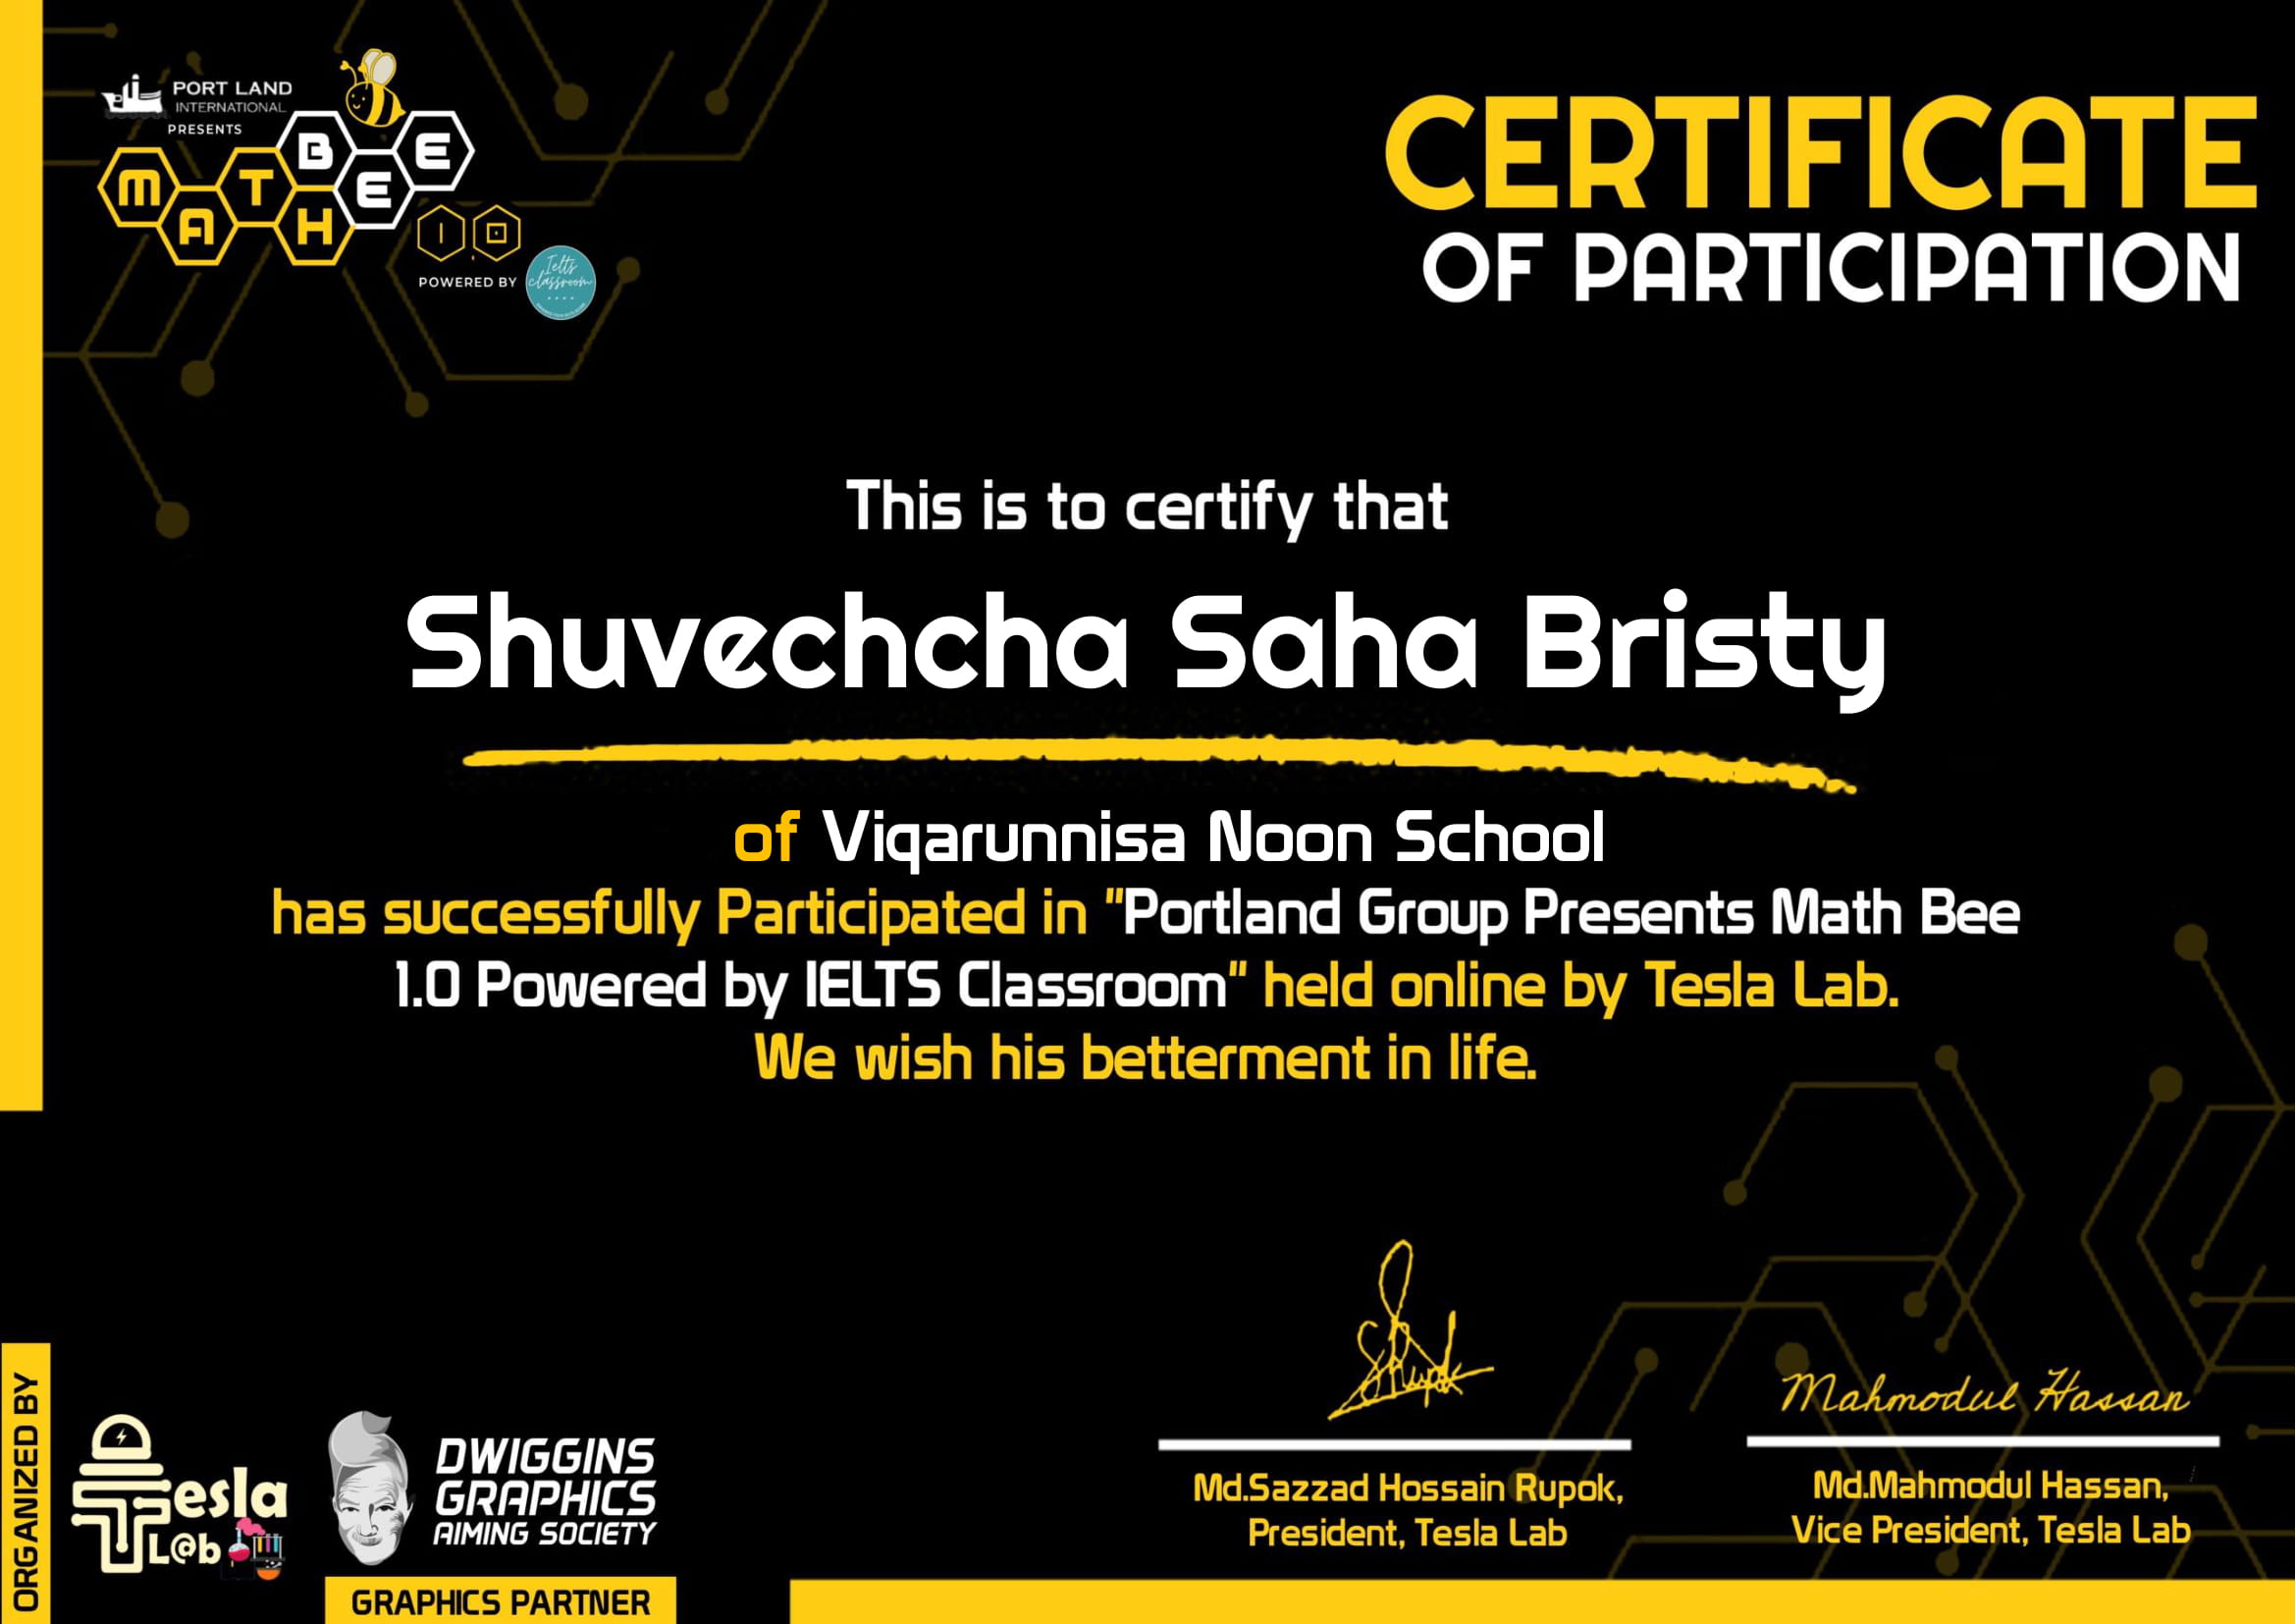 PORT LAND
INTERNATIONAL
PRESENTS
MATH BEE
1.0
POWERED BY
Ielts classroom
CERTIFICATE
OF PARTICIPATION
This is to certify that
Shuvechcha Saha Bristy
of Viqarunnisa Noon School
has successfully Participated in "Portland Group Presents Math Bee
1.0 Powered by IELTS Classroom" held online by Tesla Lab.
We wish his betterment in life.
Mahmodul Hassan
Md.Sazzad Hossain Rupok,
President, Tesla Lab
Md.Mahmodul Hassan,
Vice President, Tesla Lab
ORGANIZED BY
Tesla
L@b
DWIGGINS
GRAPHICS
AIMING SOCIETY
GRAPHICS PARTNER